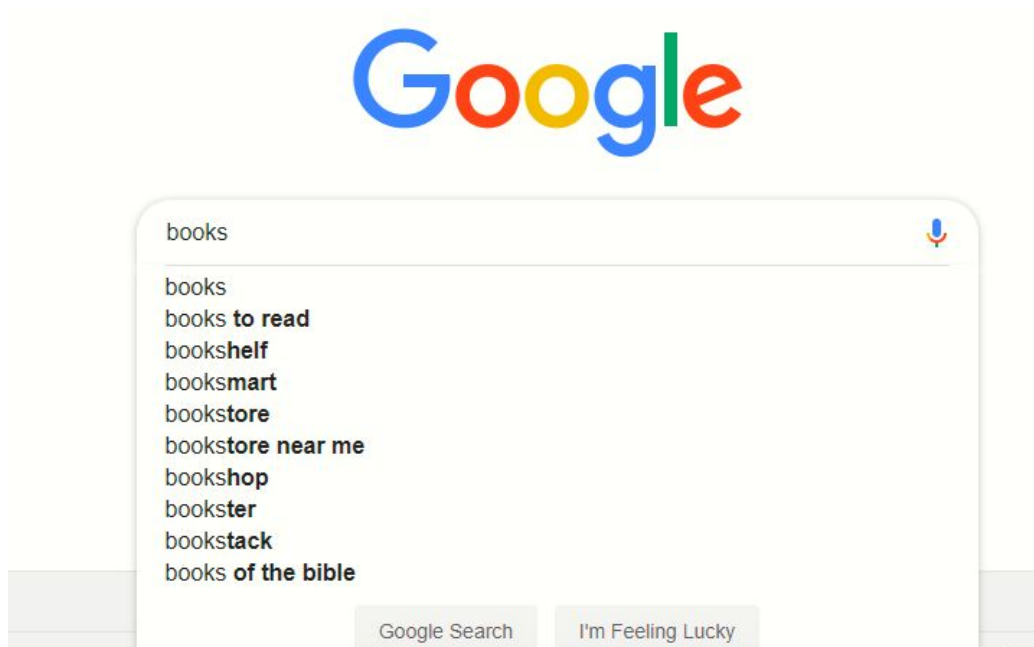 Google
books
books
books to read
bookshelf
booksmart
bookstore
bookstore near me
bookshop
bookster
bookstack
books of the bible
Google Search I'm Feeling Lucky